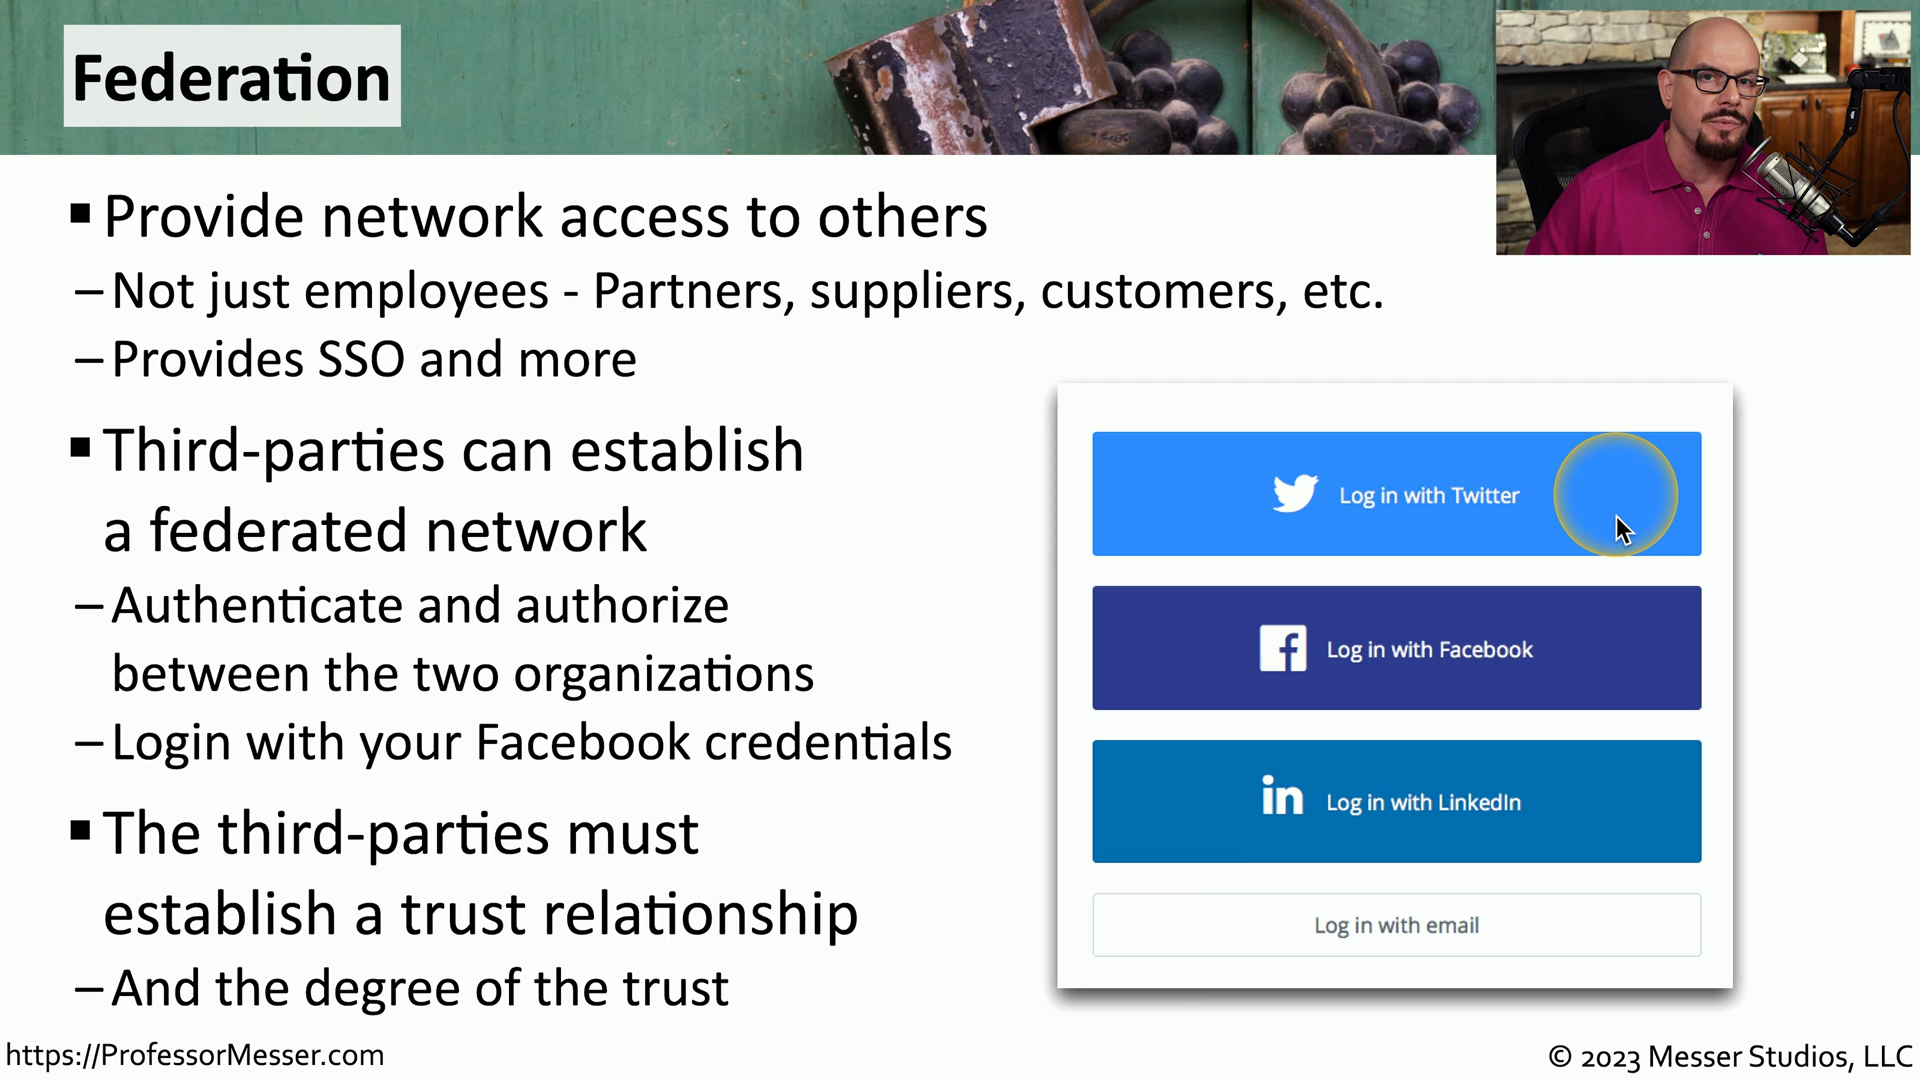 Federation
▪ Provide network access to others
– Not just employees - Partners, suppliers, customers, etc.
– Provides SSO and more
▪ Third-parties can establish
a federated network
– Authenticate and authorize
between the two organizations
– Login with your Facebook credentials
▪ The third-parties must
establish a trust relationship
– And the degree of the trust
Log in with Twitter
Log in with Facebook
in Log in with LinkedIn
Log in with email
https://ProfessorMesser.com
© 2023 Messer Studios, LLC